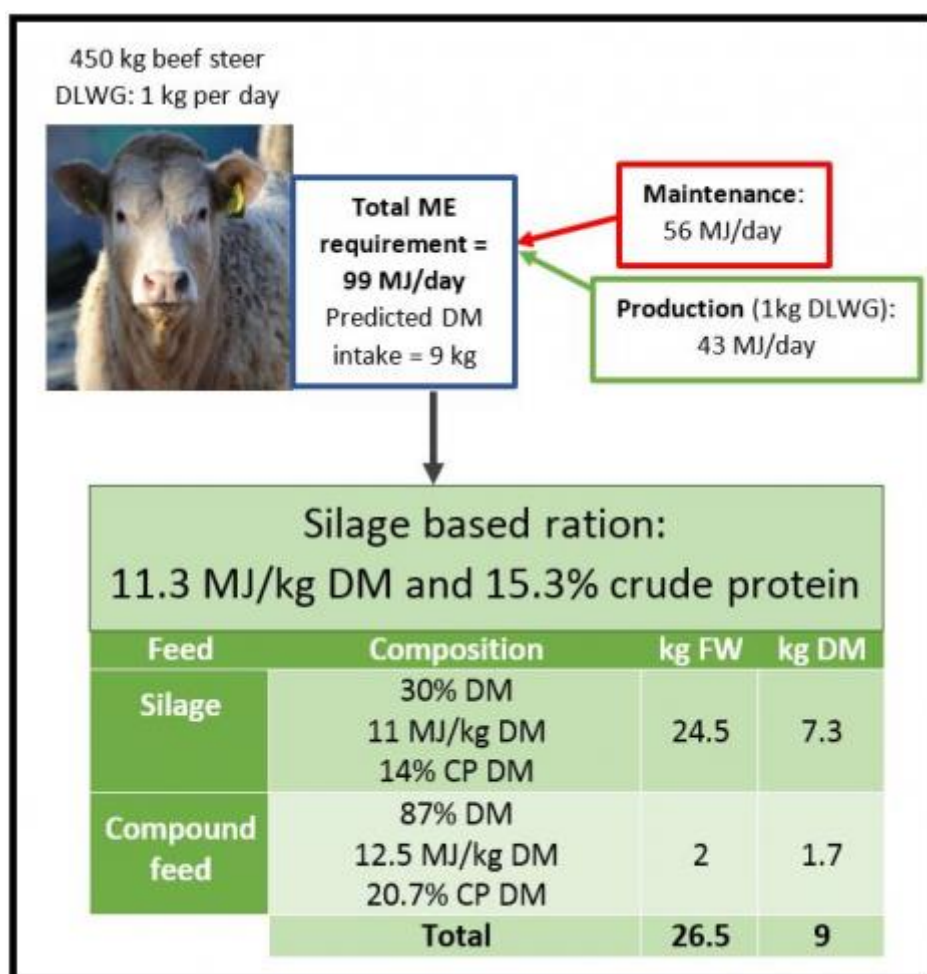 450 kg beef steer
DLWG: 1 kg per day
Total ME
requirement =
99 MJ/day
Predicted DM
intake = 9 kg
Maintenance:
56 MJ/day
Production (1kg DLWG):
43 MJ/day
Silage based ration:
11.3 MJ/kg DM and 15.3% crude protein
Feed Composition kg FW kg DM
Silage
30% DM
11 MJ/kg DM
14% CP DM
24.5 7.3
Compound
feed
87% DM
12.5 MJ/kg DM
20.7% CP DM
2 1.7
Total 26.5 9